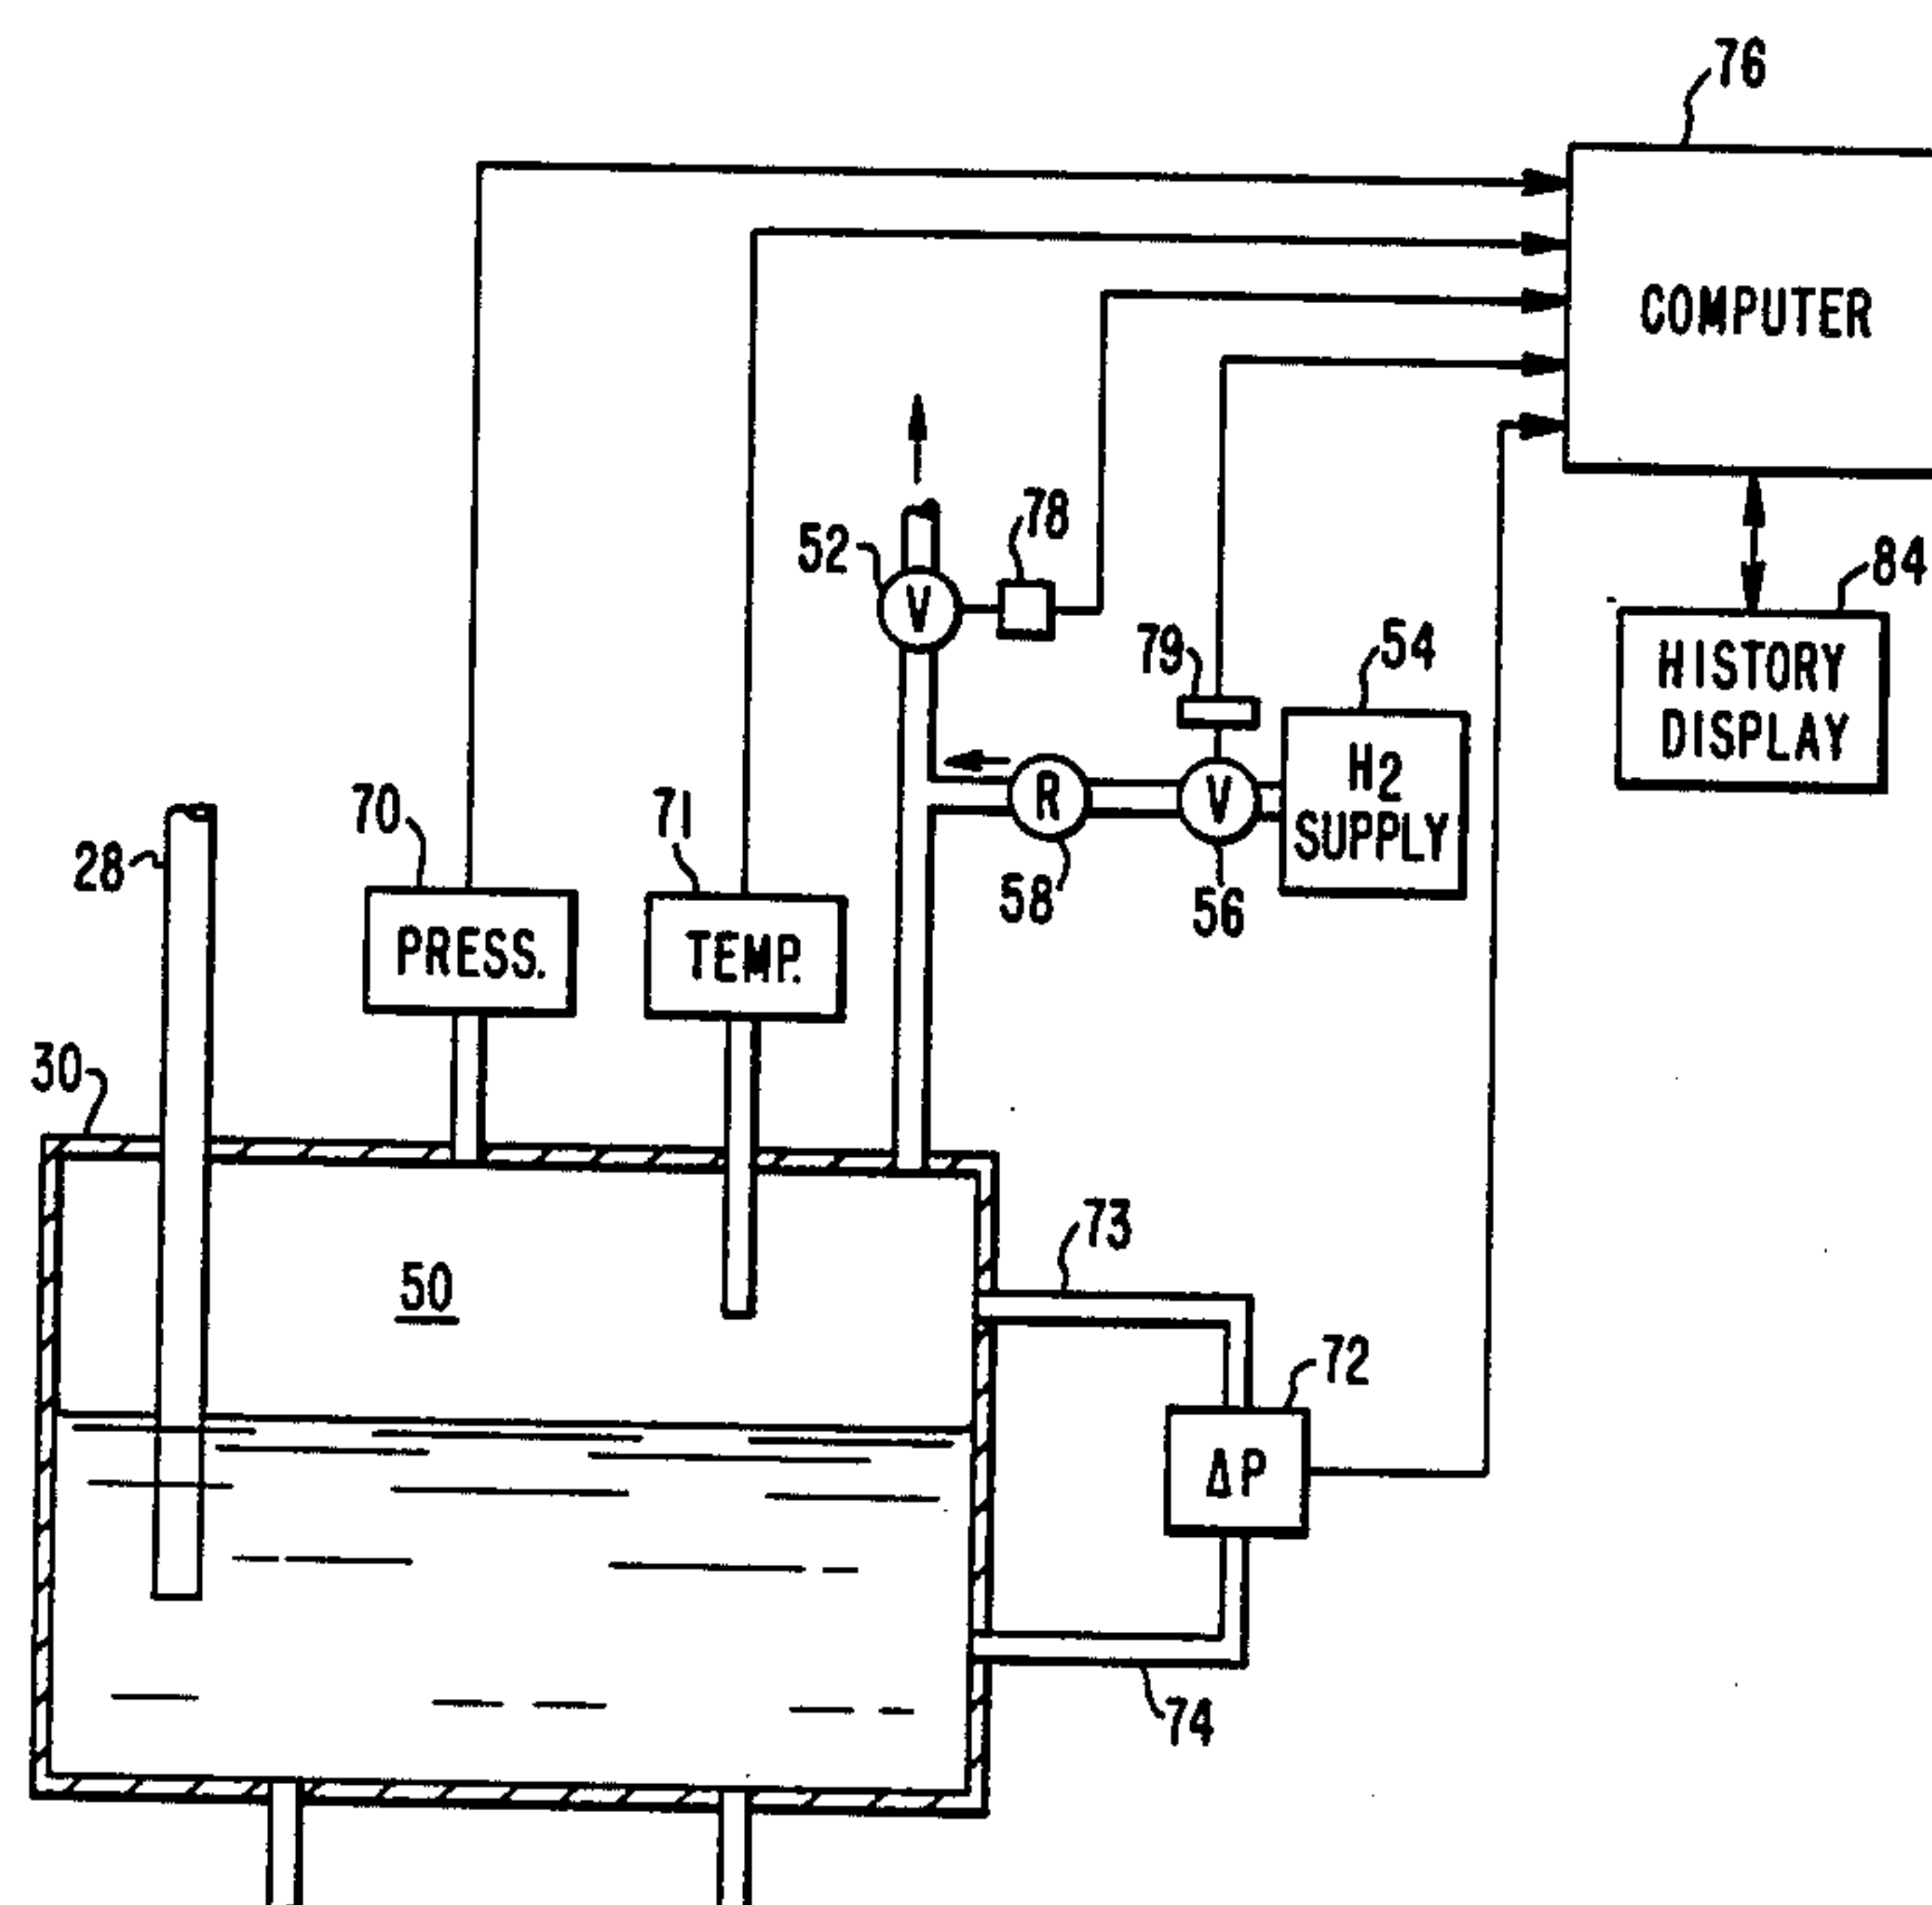 76
COMPUTER
78
52
V
84
HISTORY
DISPLAY
79
54
H2
SUPPLY
R
V
58
56
70
71
28
PRESS.
TEMP.
30
73
50
72
ΔP
74